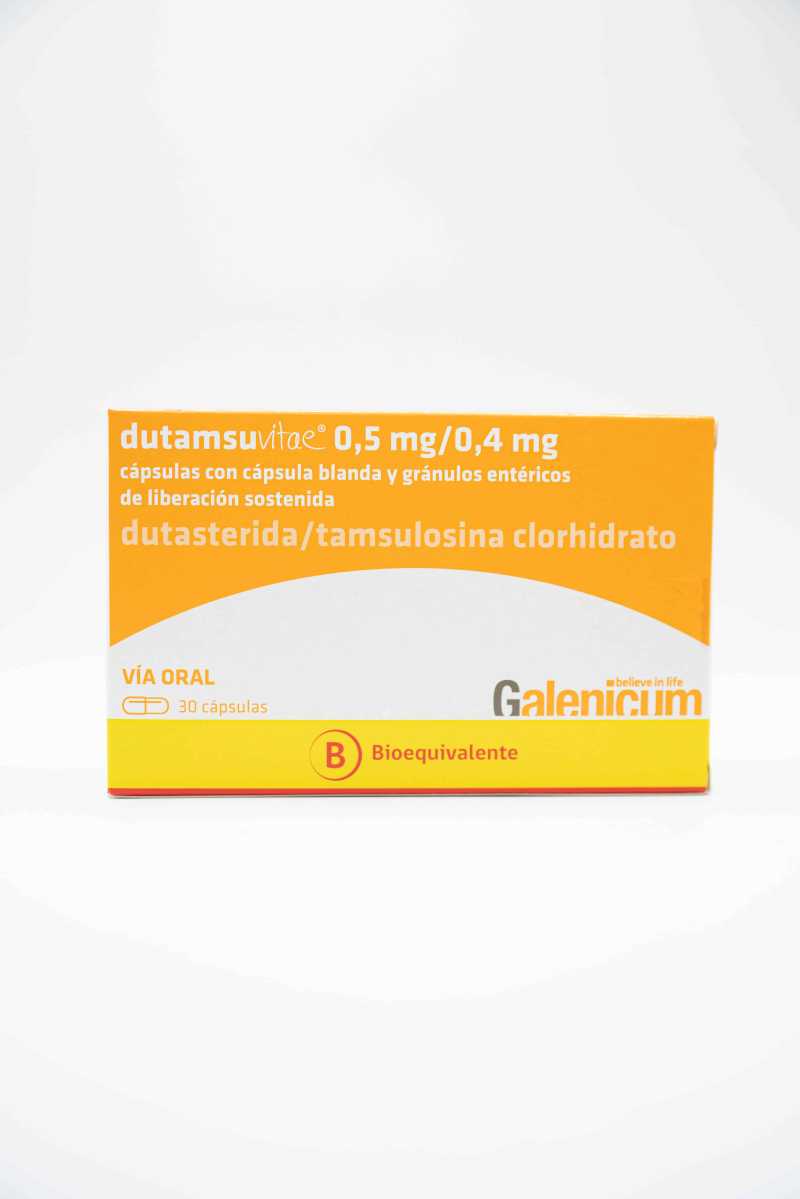 dutamsuvitae® 0,5 mg/0,4 mg
cápsulas con cápsula blanda y gránulos entéricos
de liberación sostenida
dutasterida/tamsulosina clorhidrato
VÍA ORAL
30 cápsulas
believe in life
Galenicum
B Bioequivalente